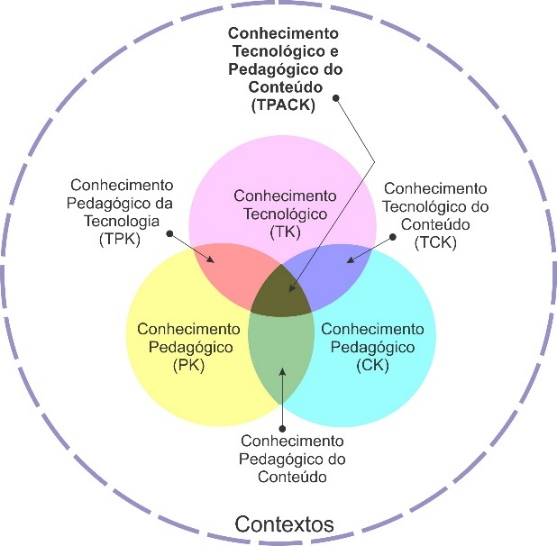 Conhecimento
Tecnológico e
Pedagógico do
Conteúdo
(TPACK)
Conhecimento
Pedagógico da
Tecnologia
(TPK)
Conhecimento
Tecnológico
(TK)
Conhecimento
Tecnológico do
Conteúdo
(TCK)
Conhecimento
Pedagógico
(PK)
Conhecimento
Pedagógico
(CK)
Conhecimento
Pedagógico do
Conteúdo
Contextos